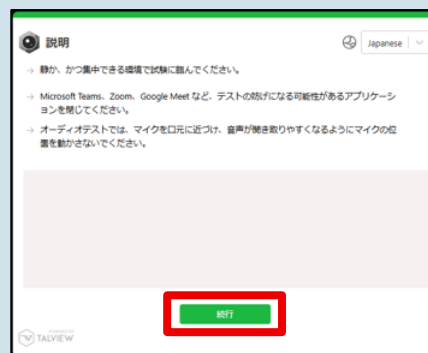 説明
Japanese
→ 静か、かつ集中できる環境で試験に臨んでください。
→ Microsoft Teams、Zoom、Google Meet など、テストの妨げになる可能性があるアプリケーシ
ョンを閉じてください。
→ オーディオテストでは、マイクを口元に近づけ、音声が聞き取りやすくなるようにマイクの位
置を動かさないでください。
続行
POWERED BY
TALVIEW